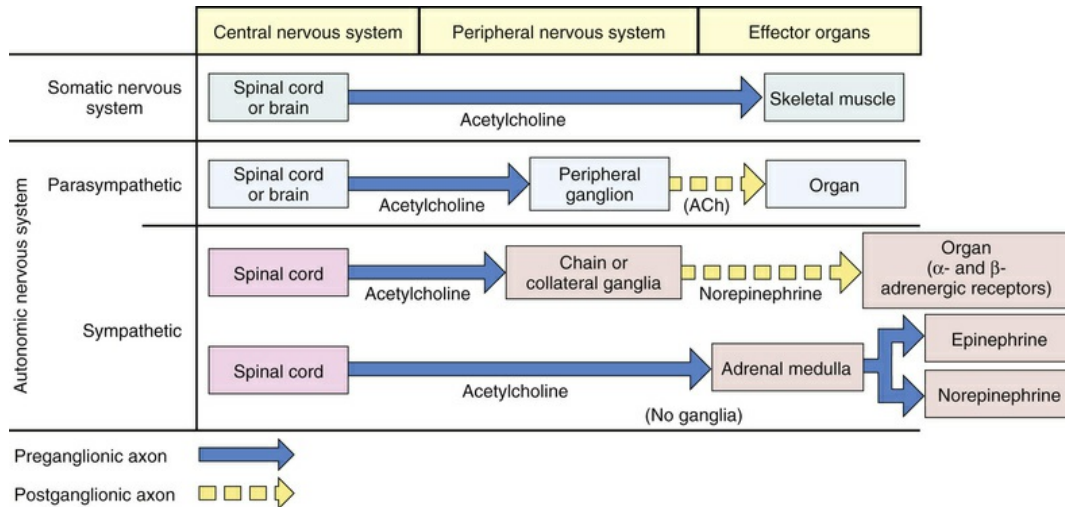 Central nervous system
Peripheral nervous system
Effector organs
Somatic nervous
system
Spinal cord
or brain
Acetylcholine
Skeletal muscle
Autonomic nervous system
Parasympathetic
Spinal cord
or brain
Acetylcholine
Peripheral
ganglion
(ACh)
Organ
Sympathetic
Spinal cord
Acetylcholine
Chain or
collateral ganglia
Norepinephrine
Organ
(α- and β-
adrenergic receptors)
Spinal cord
Acetylcholine
(No ganglia)
Adrenal medulla
Epinephrine
Norepinephrine
Preganglionic axon
Postganglionic axon